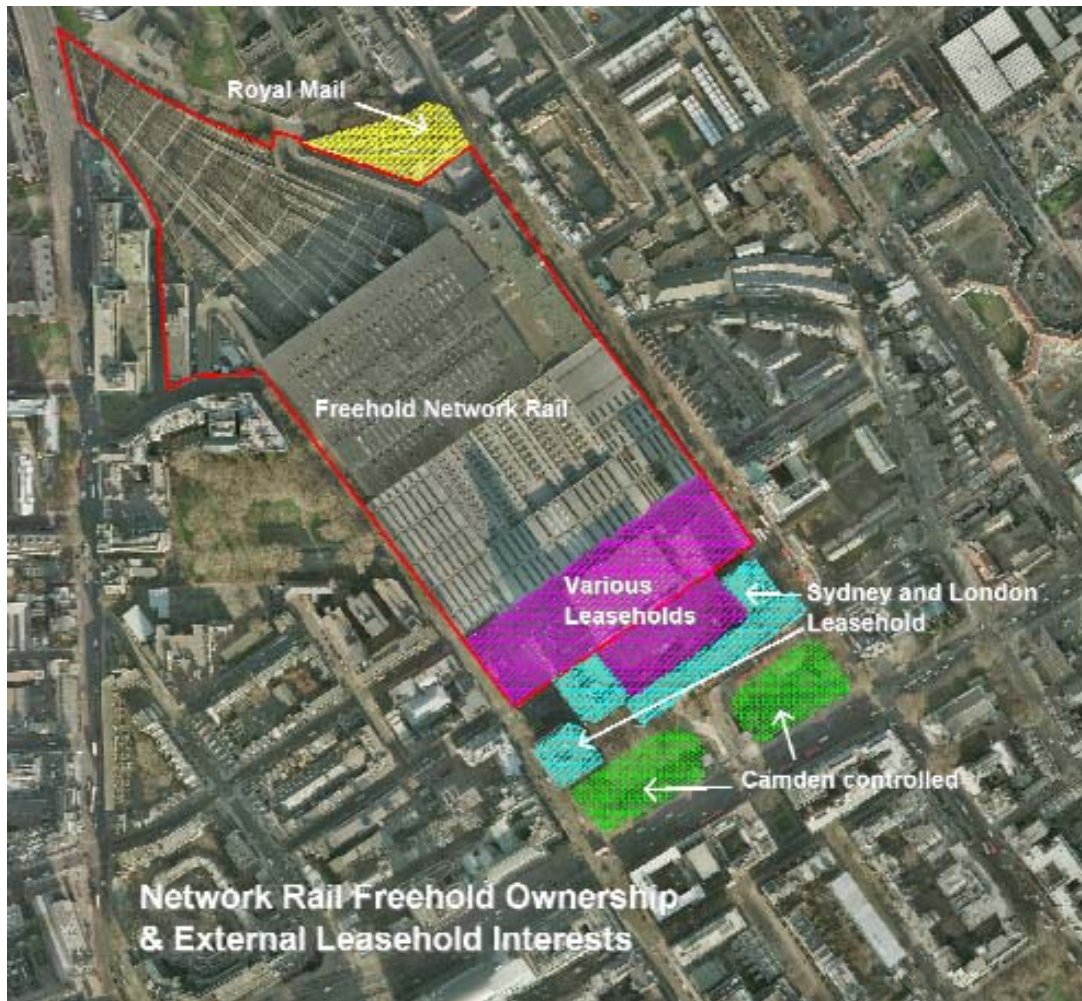 Royal Mail
Freehold Network Rail
Various
Leaseholds
Sydney and London
Leasehold
Camden controlled
Network Rail Freehold Ownership
& External Leasehold Interests